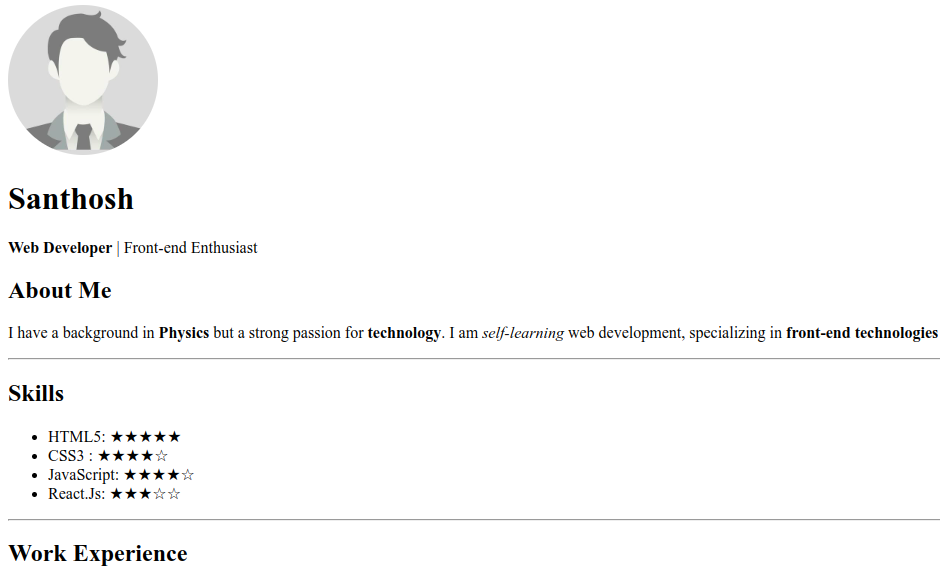 Santhosh
Web Developer | Front-end Enthusiast
About Me
I have a background in Physics but a strong passion for technology. I am self-learning web development, specializing in front-end technologies
Skills
HTML5: ★★★★★
CSS3 : ★★★★☆
JavaScript: ★★★★☆
React.Js: ★★★☆☆
Work Experience